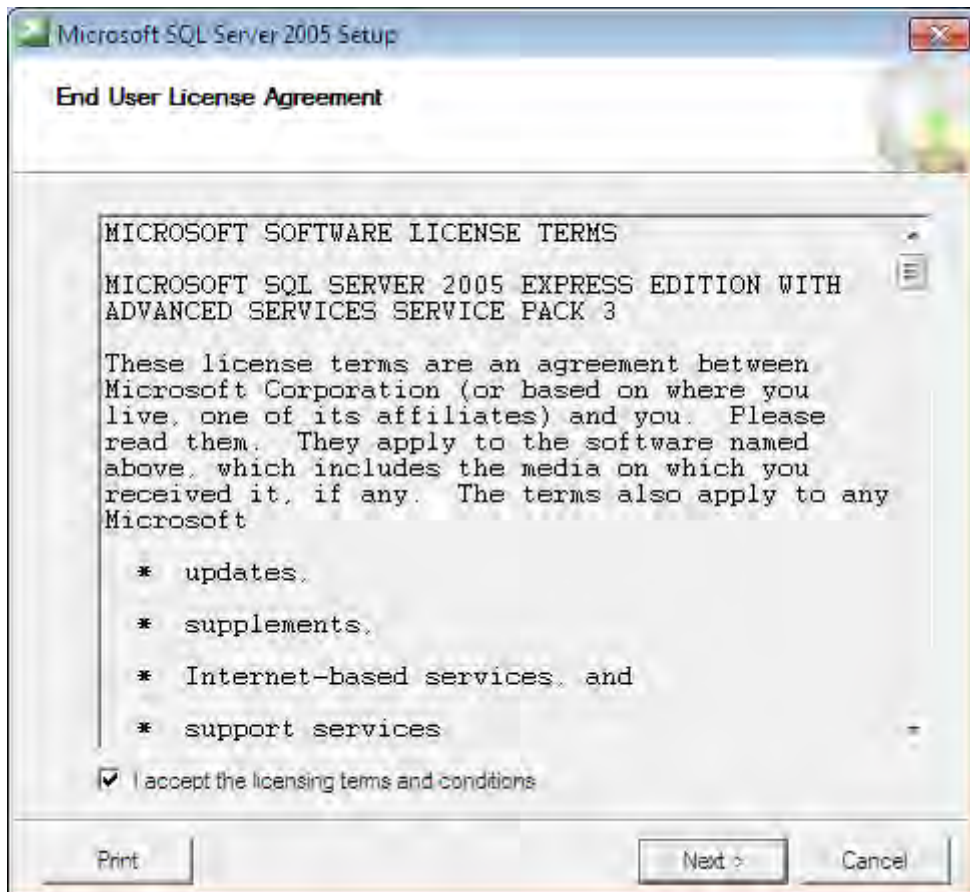 Microsoft SQL Server 2005 Setup
End User License Agreement
MICROSOFT SOFTWARE LICENSE TERMS
MICROSOFT SQL SERVER 2005 EXPRESS EDITION WITH
ADVANCED SERVICES SERVICE PACK 3
These license terms are an agreement between
Microsoft Corporation (or based on where you
live, one of its affiliates) and you.  Please
read them.  They apply to the software named
above, which includes the media on which you
received it, if any.  The terms also apply to any
Microsoft
* updates,
* supplements,
* Internet-based services, and
* support services
I accept the licensing terms and conditions
Print Next > Cancel